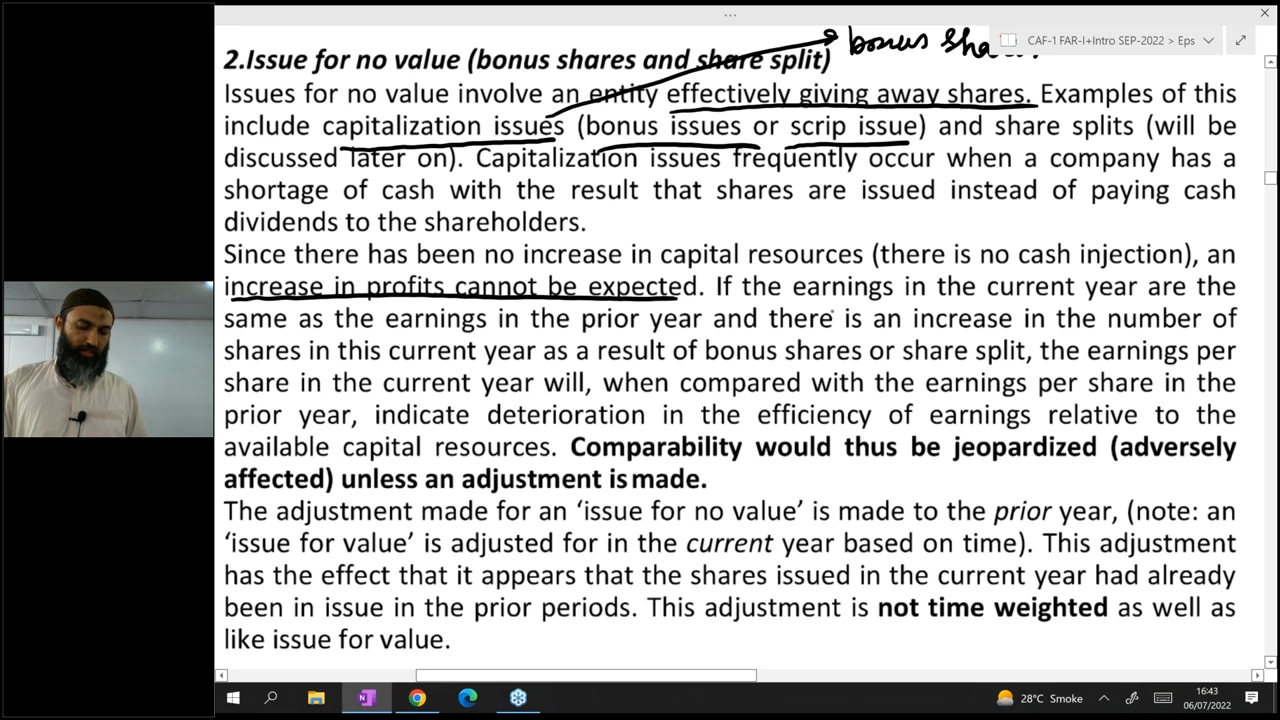 bonus
CAF-1 FAR-I+Intro SEP-2022 > Eps
2.Issue for no value (bonus shares and share split)
Issues for no value involve an entity effectively giving away shares. Examples of this
include capitalization issues (bonus issues or scrip issue) and share splits (will be
discussed later on). Capitalization issues frequently occur when a company has a
shortage of cash with the result that shares are issued instead of paying cash
dividends to the shareholders.
Since there has been no increase in capital resources (there is no cash injection), an
increase in profits cannot be expected. If the earnings in the current year are the
same as the earnings in the prior year and there is an increase in the number of
shares in this current year as a result of bonus shares or share split, the earnings per
share in the current year will, when compared with the earnings per share in the
prior year, indicate deterioration in the efficiency of earnings relative to the
available capital resources. Comparability would thus be jeopardized (adversely
affected) unless an adjustment is made.
The adjustment made for an ‘issue for no value’ is made to the prior year, (note: an
‘issue for value’ is adjusted for in the current year based on time). This adjustment
has the effect that it appears that the shares issued in the current year had already
been in issue in the prior periods. This adjustment is not time weighted as well as
like issue for value.
28°C Smoke
16:43
06/07/2022